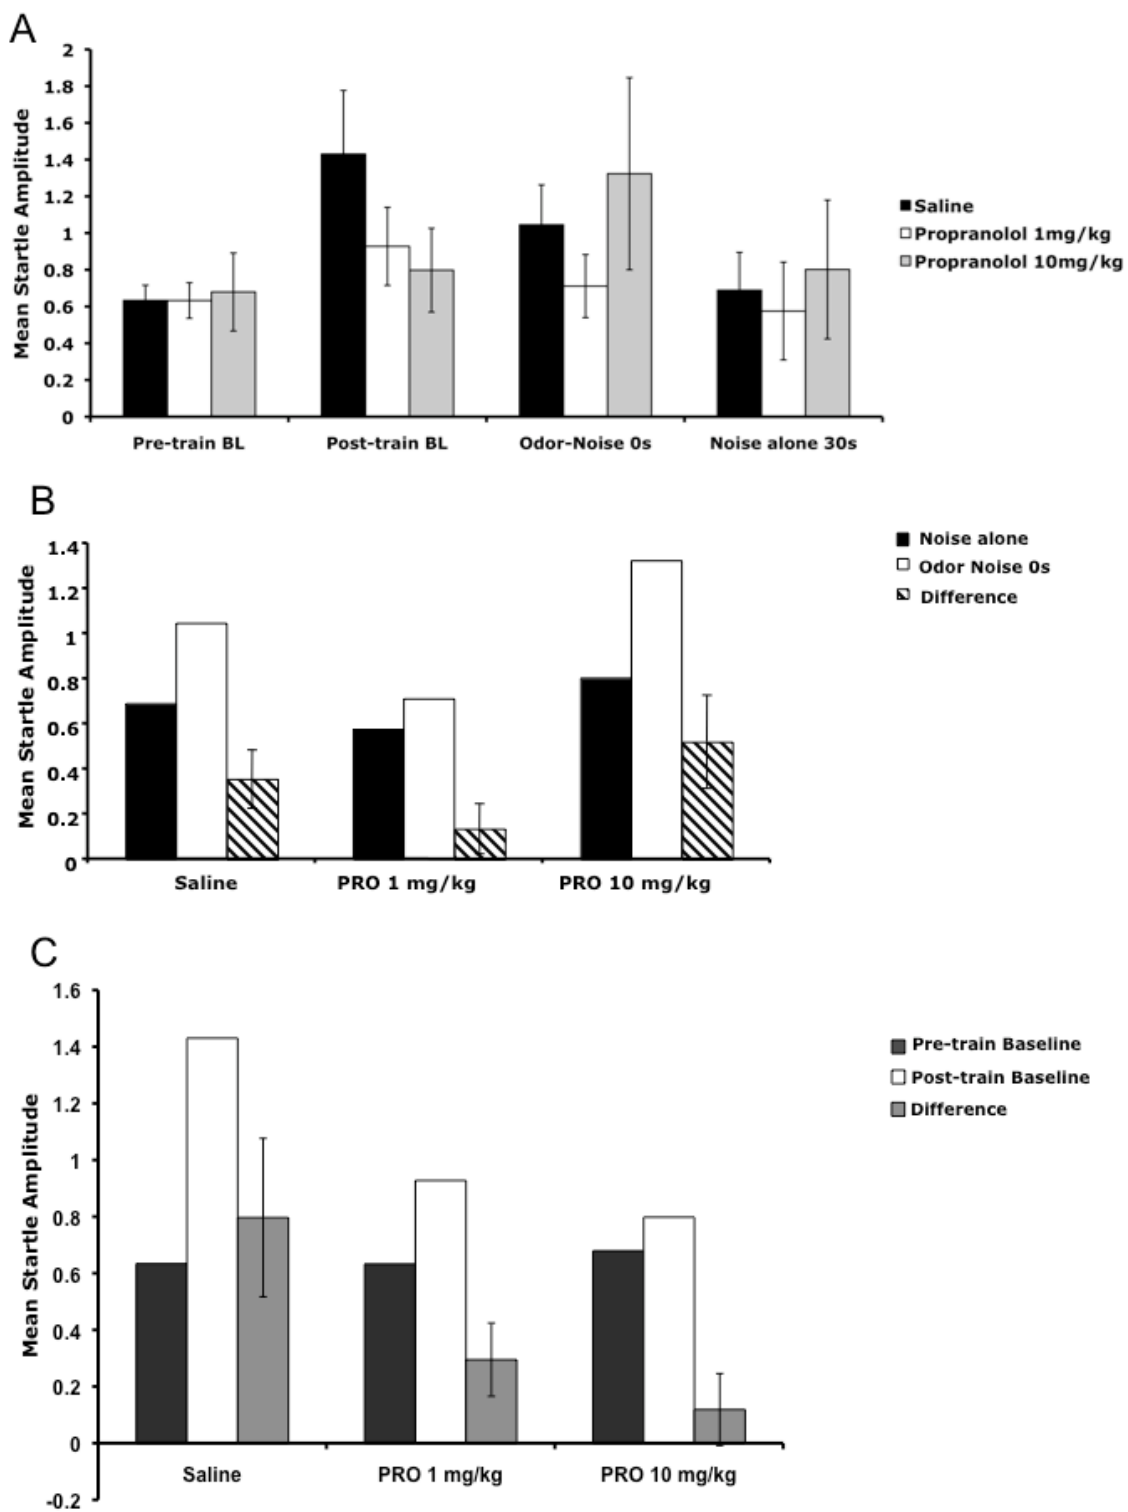 A
Mean Startle Amplitude
2
1.8
1.6
1.4
1.2
1
0.8
0.6
0.4
0.2
0
Pre-train BL Post-train BL Odor-Noise 0s Noise alone 30s
Saline
Propranolol 1mg/kg
Propranolol 10mg/kg
B
Mean Startle Amplitude
1.4
1.2
1
0.8
0.6
0.4
0.2
0
Saline PRO 1 mg/kg PRO 10 mg/kg
Noise alone
Odor Noise 0s
Difference
C
Mean Startle Amplitude
1.6
1.4
1.2
1
0.8
0.6
0.4
0.2
0
-0.2
Saline PRO 1 mg/kg PRO 10 mg/kg
Pre-train Baseline
Post-train Baseline
Difference